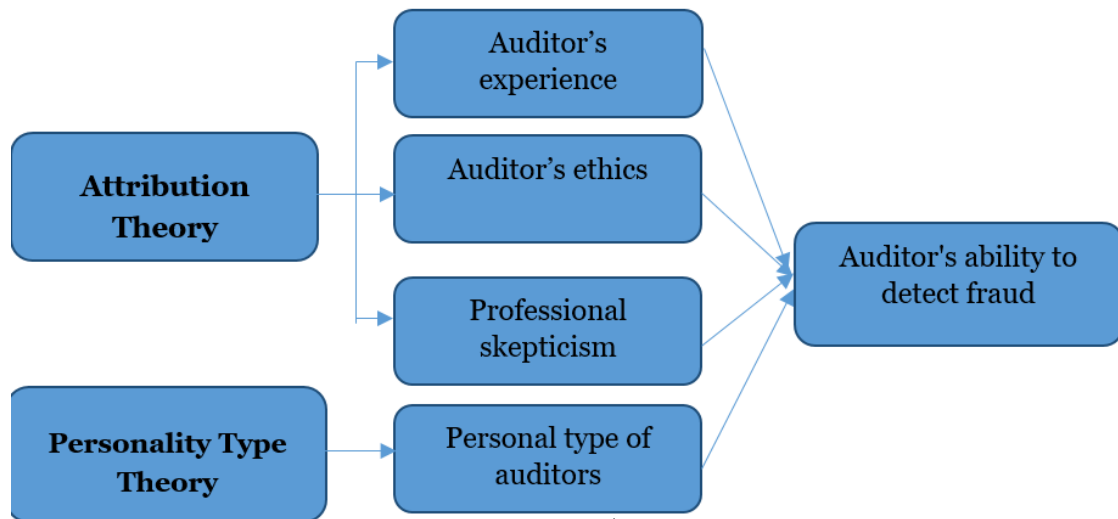 Auditor’s
experience
Attribution
Theory
Auditor’s ethics
Auditor's ability to
detect fraud
Professional
skepticism
Personality Type
Theory
Personal type of
auditors